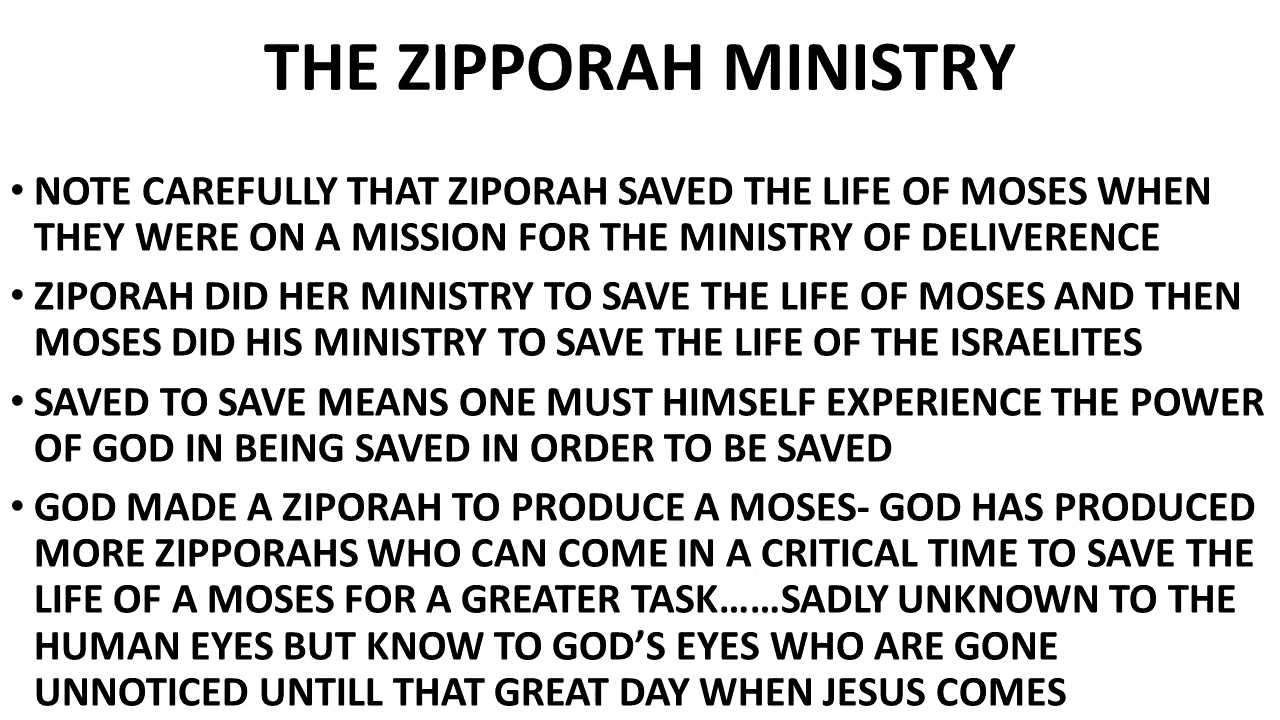 THE ZIPPORAH MINISTRY
• NOTE CAREFULLY THAT ZIPORAH SAVED THE LIFE OF MOSES WHEN
THEY WERE ON A MISSION FOR THE MINISTRY OF DELIVERENCE
• ZIPORAH DID HER MINISTRY TO SAVE THE LIFE OF MOSES AND THEN
MOSES DID HIS MINISTRY TO SAVE THE LIFE OF THE ISRAELITES
• SAVED TO SAVE MEANS ONE MUST HIMSELF EXPERIENCE THE POWER
OF GOD IN BEING SAVED IN ORDER TO BE SAVED
• GOD MADE A ZIPORAH TO PRODUCE A MOSES- GOD HAS PRODUCED
MORE ZIPPORAHS WHO CAN COME IN A CRITICAL TIME TO SAVE THE
LIFE OF A MOSES FOR A GREATER TASK……SADLY UNKNOWN TO THE
HUMAN EYES BUT KNOW TO GOD’S EYES WHO ARE GONE
UNNOTICED UNTILL THAT GREAT DAY WHEN JESUS COMES